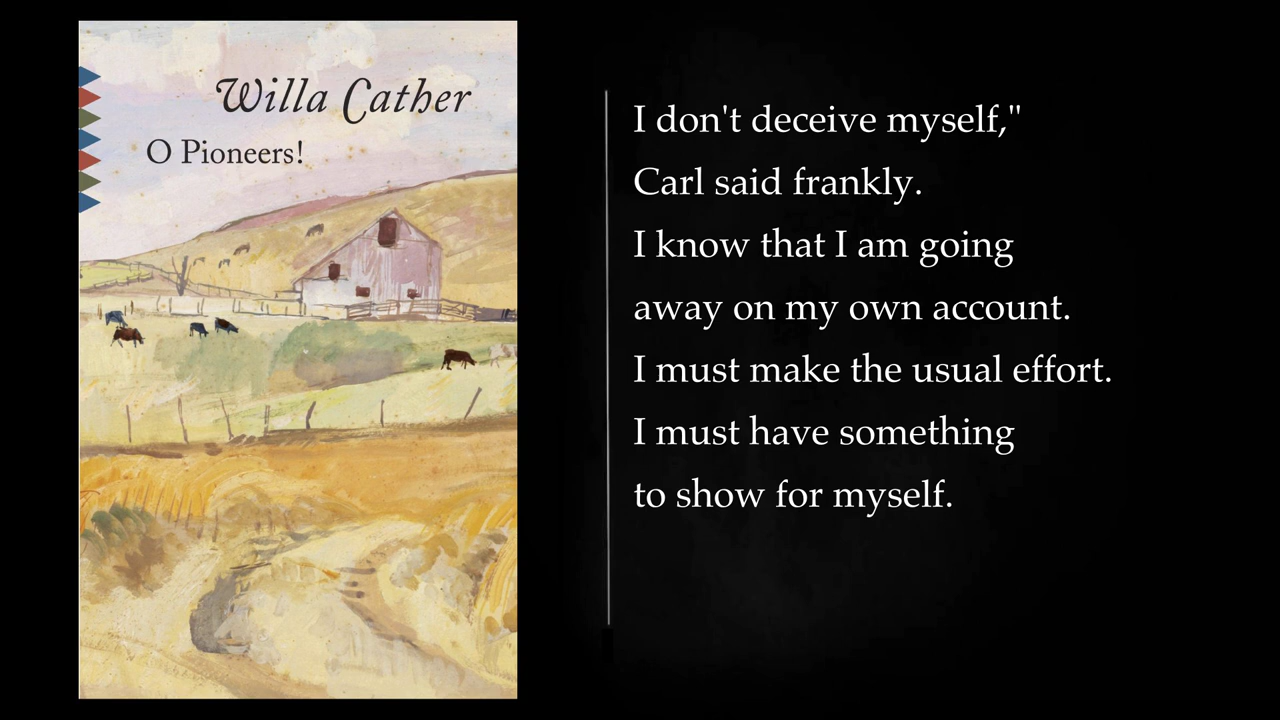 Willa Cather
O Pioneers!
I don't deceive myself,"
Carl said frankly.
I know that I am going
away on my own account.
I must make the usual effort.
I must have something
to show for myself.